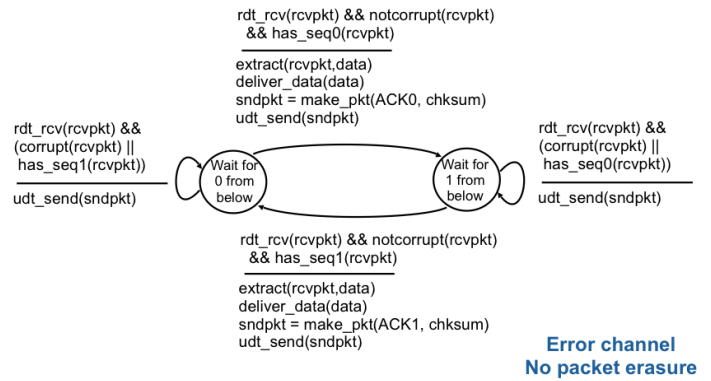 rdt_rcv(rcvpkt) && notcorrupt(rcvpkt)
&& has_seq0(rcvpkt)
extract(rcvpkt,data)
deliver_data(data)
sndpkt = make_pkt(ACK0, chksum)
udt_send(sndpkt)
rdt_rcv(rcvpkt) &&
(corrupt(rcvpkt) ||
has_seq1(rcvpkt))
udt_send(sndpkt)
Wait for
0 from
below
Wait for
1 from
below
rdt_rcv(rcvpkt) &&
(corrupt(rcvpkt) ||
has_seq0(rcvpkt))
udt_send(sndpkt)
rdt_rcv(rcvpkt) && notcorrupt(rcvpkt)
&& has_seq1(rcvpkt)
extract(rcvpkt,data)
deliver_data(data)
sndpkt = make_pkt(ACK1, chksum)
udt_send(sndpkt)
Error channel
No packet erasure